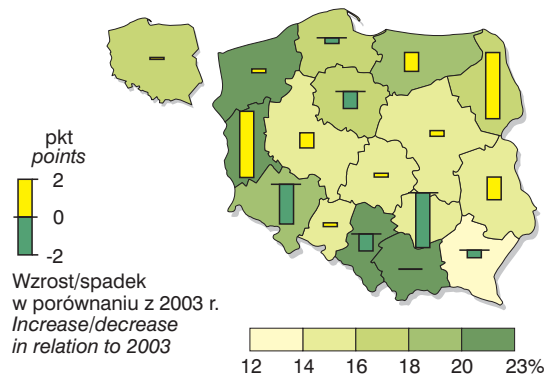 pkt
points
2
0
-2
Wzrost/spadek
w porównaniu z 2003 r.
Increase/decrease
in relation to 2003
12 14 16 18 20 23%